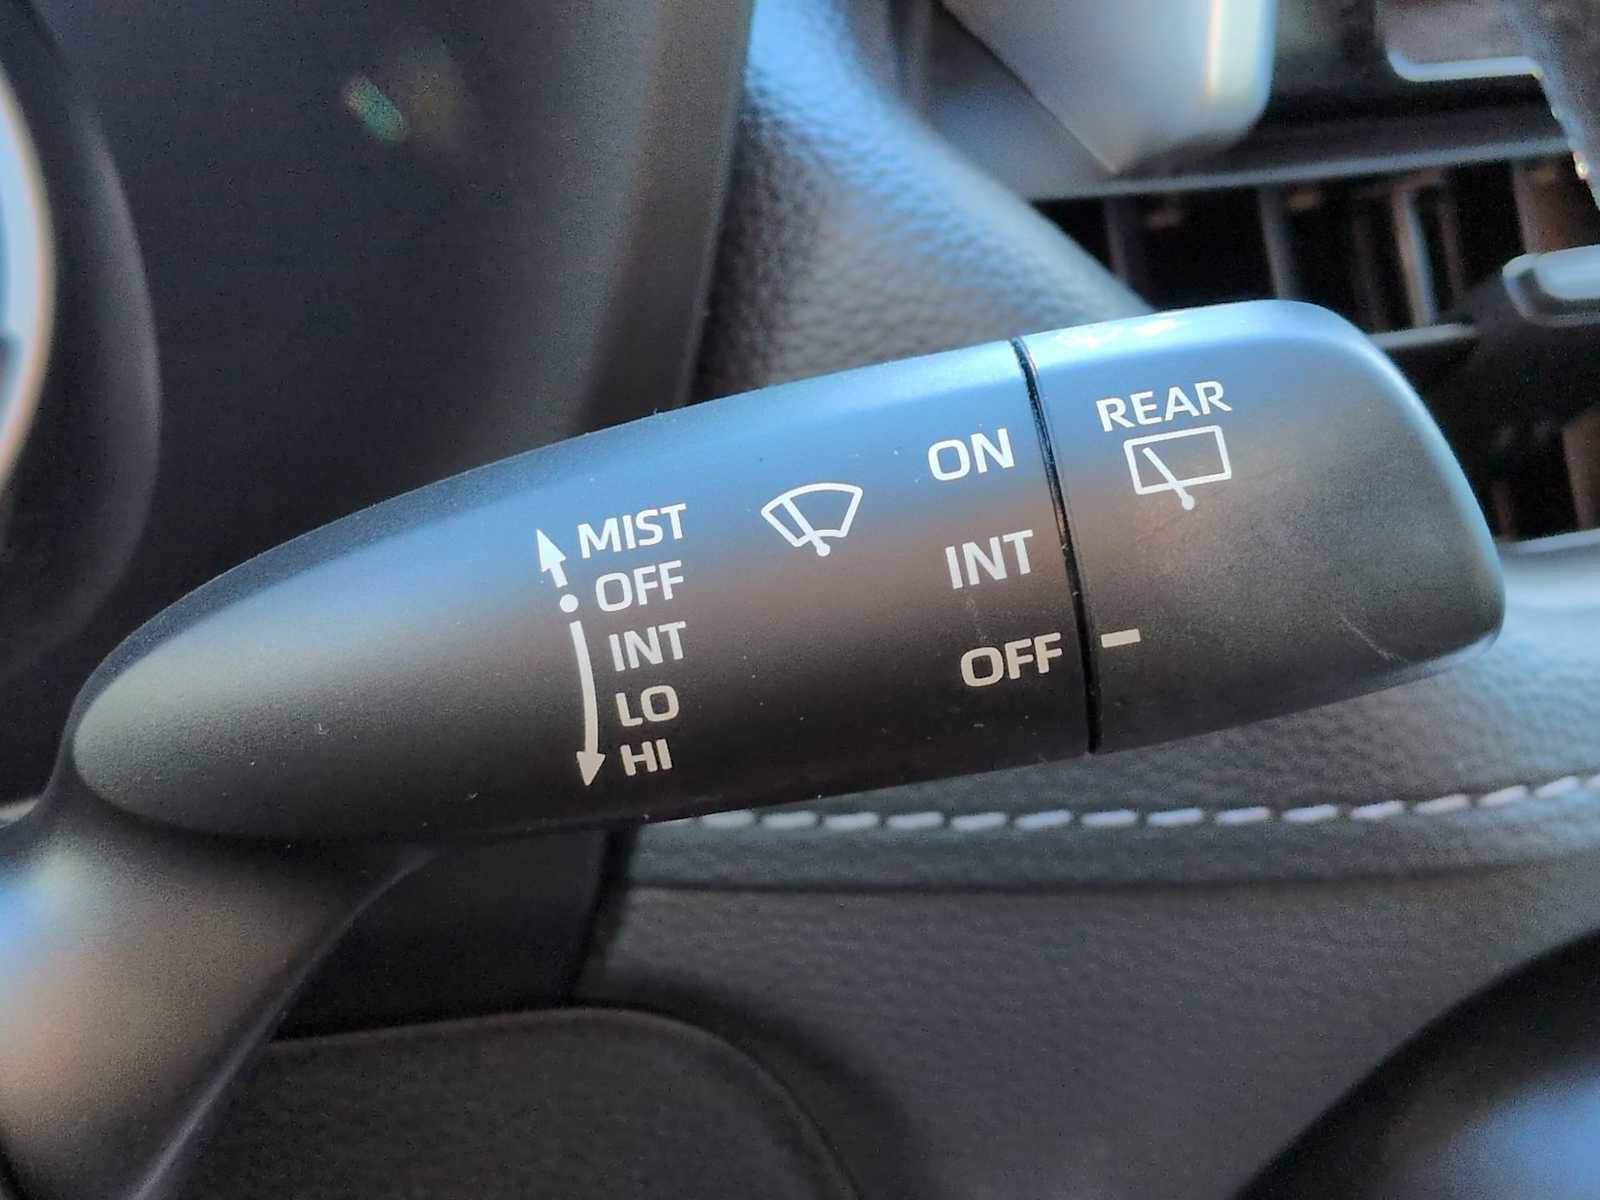 MIST
OFF
INT
LO
HI
ON
INT
OFF
REAR